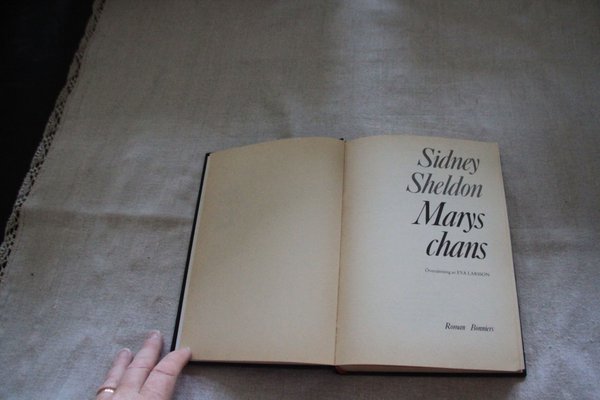 Sidney
Sheldon
Marys
chans
Översättning av EVA LARSSON
Roman Bonniers